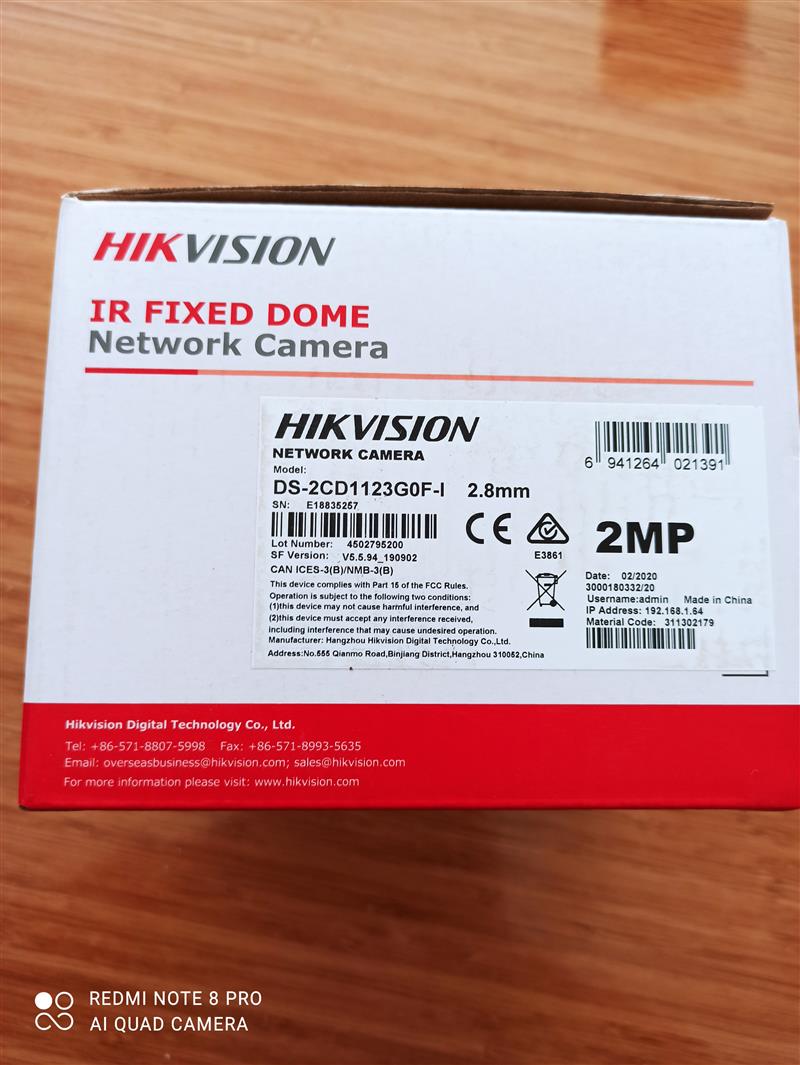 HIKVISION
IR FIXED DOME
Network Camera
HIKVISION
NETWORK CAMERA
Model:
DS-2CD1123G0F-I 2.8mm
SN: E18835257
Lot Number: 4502795200
SF Version: V5.5.94_190902
CAN ICES-3(B)/NMB-3(B)
This device complies with Part 15 of the FCC Rules.
Operation is subject to the following two conditions:
(1)this device may not cause harmful interference, and
(2)this device must accept any interference received,
including interference that may cause undesired operation.
Manufacturer: Hangzhou Hikvision Digital Technology Co.,Ltd.
Address:No.555 Qianmo Road,Binjiang District,Hangzhou 310052,China
6 941264 021391
CE
E3861
2MP
Date: 02/2020
3000180332/20
Username:admin Made in China
IP Address: 192.168.1.64
Material Code: 311302179
Hikvision Digital Technology Co., Ltd.
Tel: +86-571-8807-5998 Fax: +86-571-8993-5635
Email: overseasbusiness@hikvision.com; sales@hikvision.com
For more information please visit: www.hikvision.com
REDMI NOTE 8 PRO
AI QUAD CAMERA